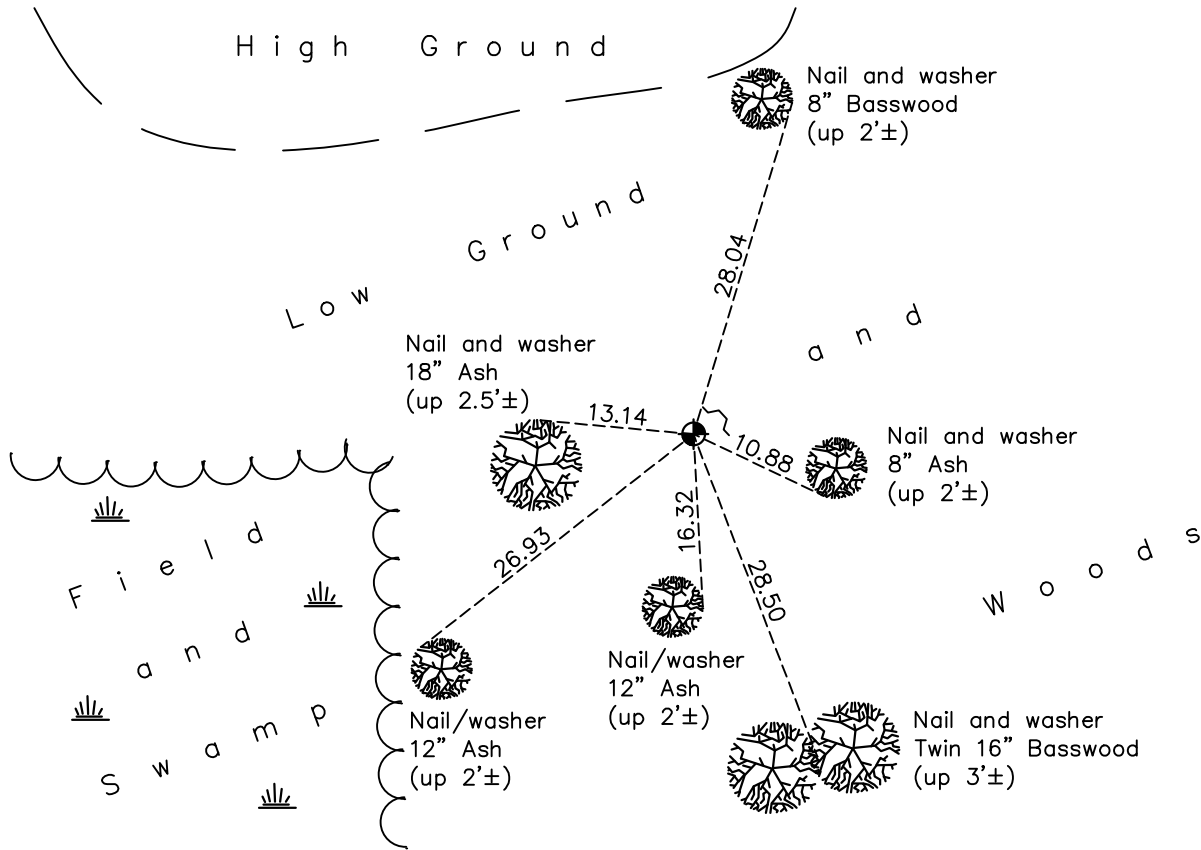 High Ground
Nail and washer
8” Basswood
(up 2'±)
Low Ground and Woods
28.04
Nail and washer
18” Ash
(up 2.5'±)
13.14
10.88
Nail and washer
8” Ash
(up 2'±)
26.93
16.32
28.50
Field and Swamp
Nail/washer
12” Ash
(up 2'±)
Nail/washer
12” Ash
(up 2'±)
Nail and washer
Twin 16” Basswood
(up 3'±)